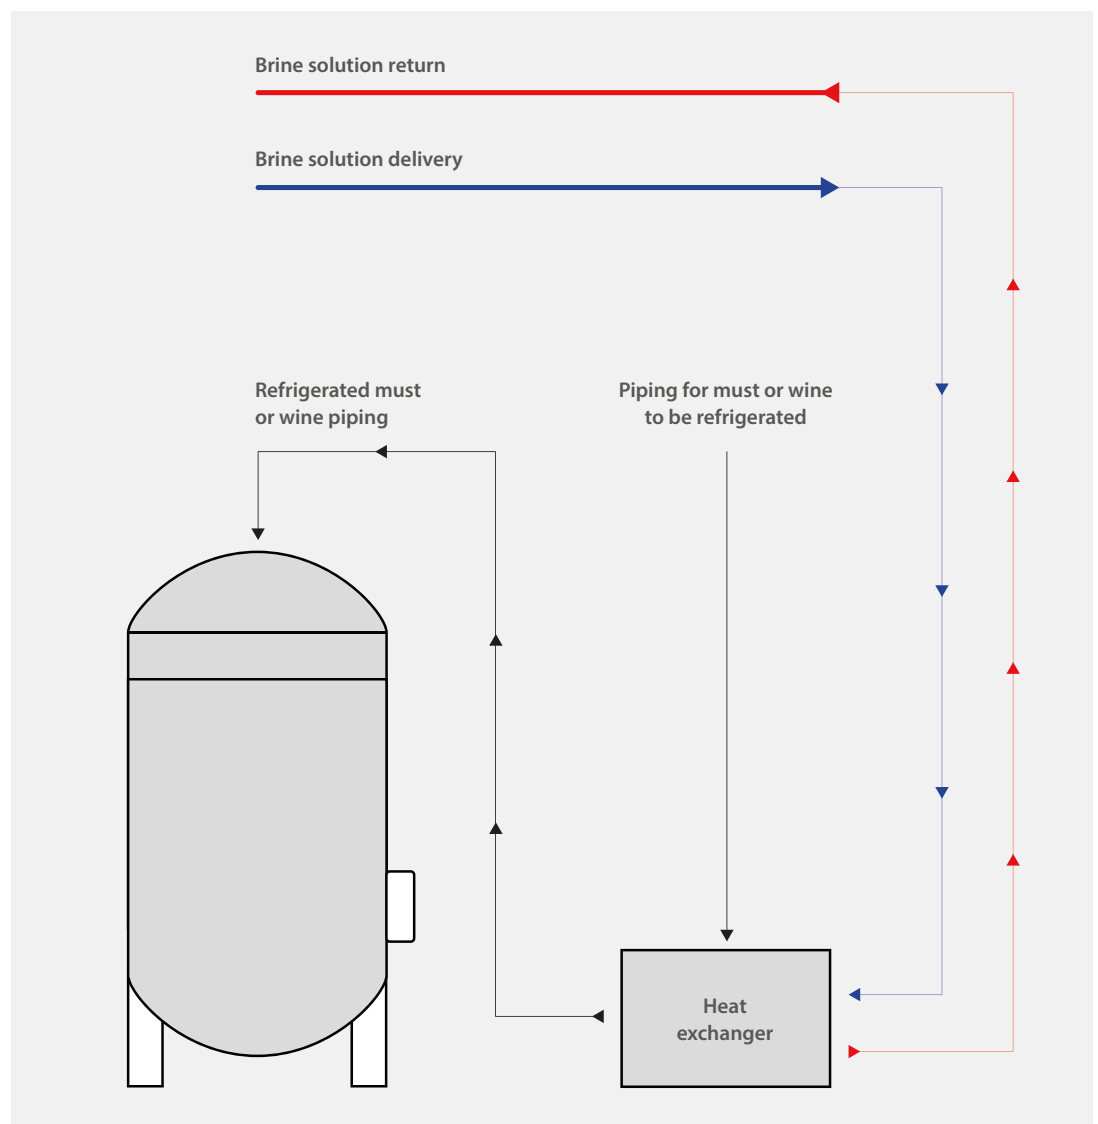 Brine solution return
Brine solution delivery
Refrigerated must
or wine piping
Piping for must or wine
to be refrigerated
Heat
exchanger